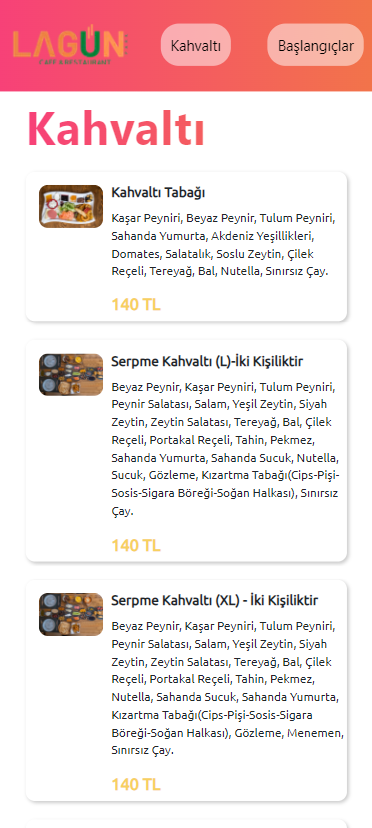 LAGUN
CAFE & RESTAURANT
Kahvaltı
Başlangıçlar
Kahvaltı
Kahvaltı Tabağı
Kaşar Peyniri, Beyaz Peynir, Tulum Peyniri,
Sahanda Yumurta, Akdeniz Yeşillikleri,
Domates, Salatalık, Soslu Zeytin, Çilek
Reçeli, Tereyağ, Bal, Nutella, Sınırsız Çay.
140 TL
Serpme Kahvaltı (L)-İki Kişiliktir
Beyaz Peynir, Kaşar Peyniri, Tulum Peyniri,
Peynir Salatası, Salam, Yeşil Zeytin, Siyah
Zeytin, Zeytin Salatası, Tereyağ, Bal, Çilek
Reçeli, Portakal Reçeli, Tahin, Pekmez,
Sahanda Yumurta, Sahanda Sucuk, Nutella,
Sucuk, Gözleme, Kızartma Tabağı(Cips-Pişi-
Sosis-Sigara Böreği-Soğan Halkası), Sınırsız
Çay.
140 TL
Serpme Kahvaltı (XL) - İki Kişiliktir
Beyaz Peynir, Kaşar Peyniri, Tulum Peyniri,
Peynir Salatası, Salam, Yeşil Zeytin, Siyah
Zeytin, Zeytin Salatası, Tereyağ, Bal, Çilek
Reçeli, Portakal Reçeli, Tahin, Pekmez,
Nutella, Sahanda Sucuk, Sahanda Yumurta,
Kızartma Tabağı(Cips-Pişi-Sosis-Sigara
Böreği-Soğan Halkası), Gözleme, Menemen,
Sınırsız Çay.
140 TL